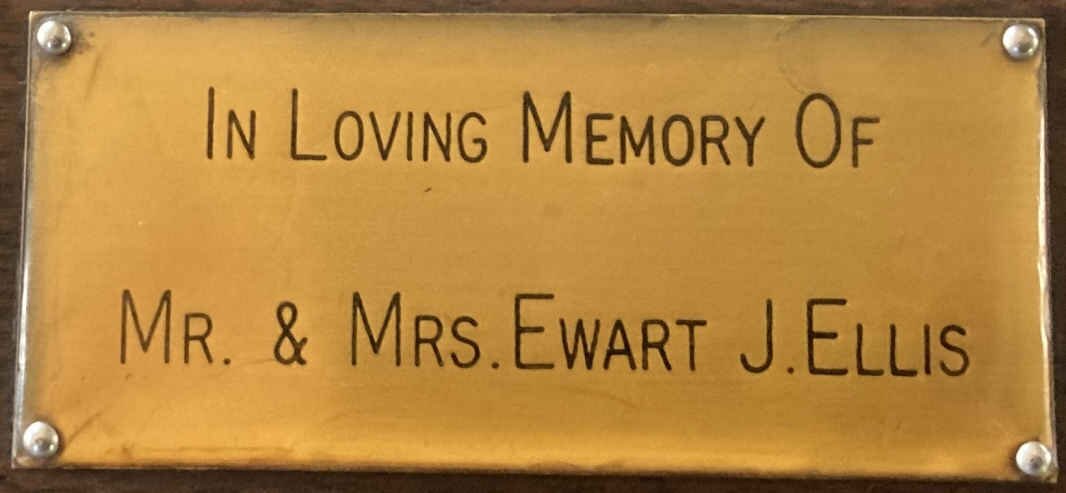 In Loving Memory Of
Mr. & Mrs. Ewart J. Ellis